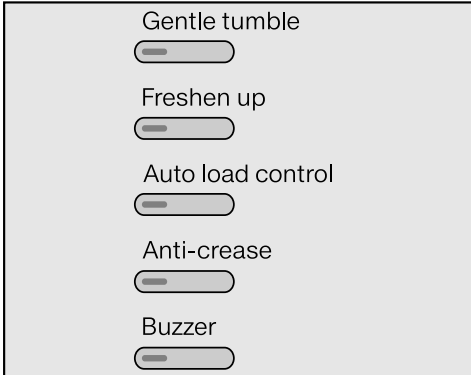 Gentle tumble
Freshen up
Auto load control
Anti-crease
Buzzer